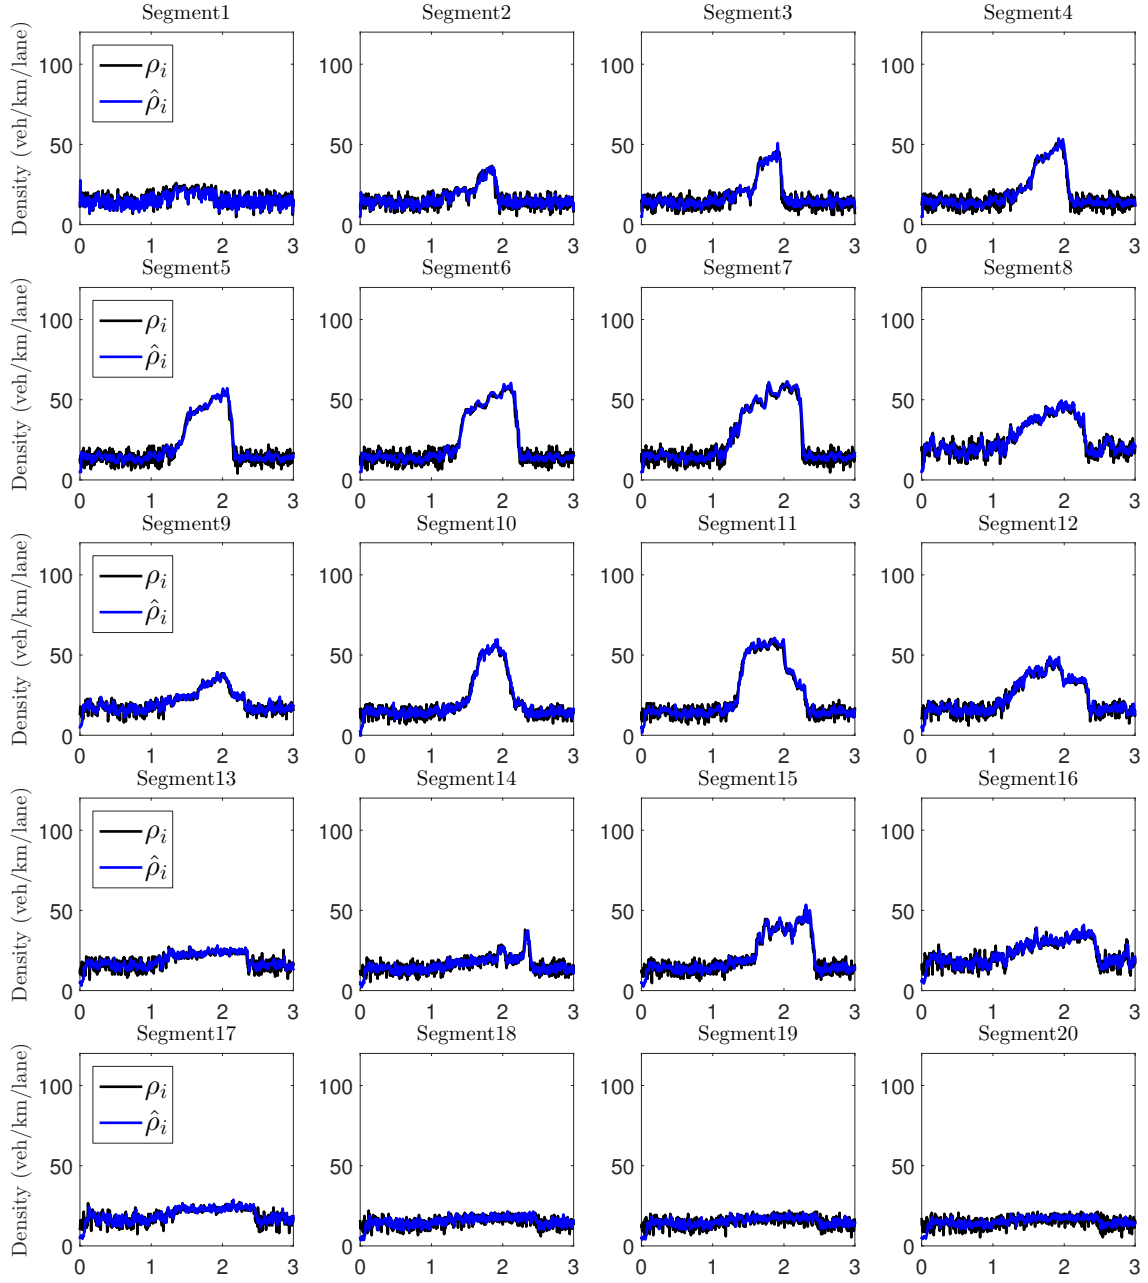 Segment1 Segment2 Segment3 Segment4
Density (veh/km/lane)
100 100 100 100
ρi
ρ̂i
50 50 50 50
0 0 0 0
0 1 2 3 0 1 2 3 0 1 2 3 0 1 2 3
Segment5 Segment6 Segment7 Segment8
Density (veh/km/lane)
100 100 100 100
ρi
ρ̂i
50 50 50 50
0 0 0 0
0 1 2 3 0 1 2 3 0 1 2 3 0 1 2 3
Segment9 Segment10 Segment11 Segment12
Density (veh/km/lane)
100 100 100 100
ρi
ρ̂i
50 50 50 50
0 0 0 0
0 1 2 3 0 1 2 3 0 1 2 3 0 1 2 3
Segment13 Segment14 Segment15 Segment16
Density (veh/km/lane)
100 100 100 100
ρi
ρ̂i
50 50 50 50
0 0 0 0
0 1 2 3 0 1 2 3 0 1 2 3 0 1 2 3
Segment17 Segment18 Segment19 Segment20
Density (veh/km/lane)
100 100 100 100
ρi
ρ̂i
50 50 50 50
0 0 0 0
0 1 2 3 0 1 2 3 0 1 2 3 0 1 2 3